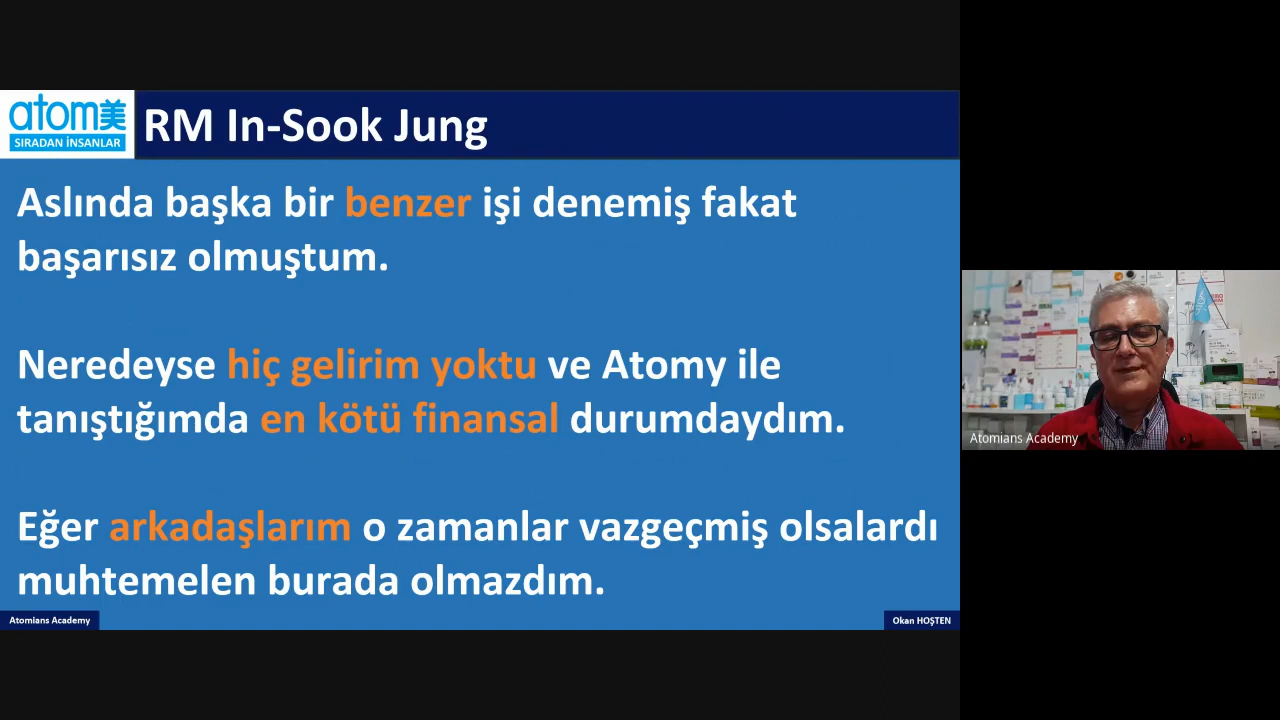 atom美
SIRADAN İNSANLAR
RM In-Sook Jung
Aslında başka bir benzer işi denemiş fakat
başarısız olmuştum.
Neredeyse hiç gelirim yoktu ve Atomy ile
tanıştığımda en kötü finansal durumdaydım.
Eğer arkadaşlarım o zamanlar vazgeçmiş olsalardı
muhtemelen burada olmazdım.
Atomians Academy
Okan HOŞTEN
Atomians Academy